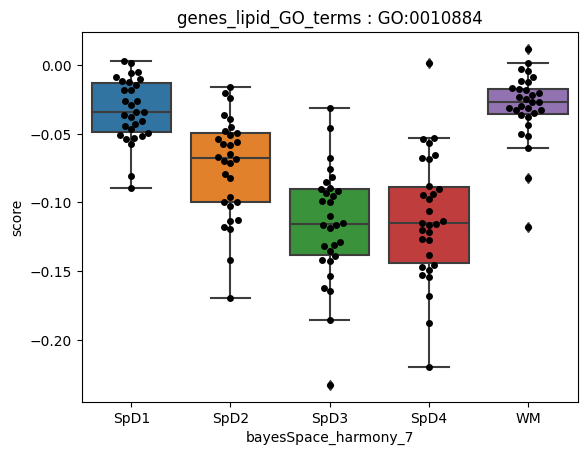 genes_lipid_GO_terms : GO:0010884
0.00
−0.05
−0.10
−0.15
−0.20
score
SpD1 SpD2 SpD3 SpD4 WM
bayesSpace_harmony_7